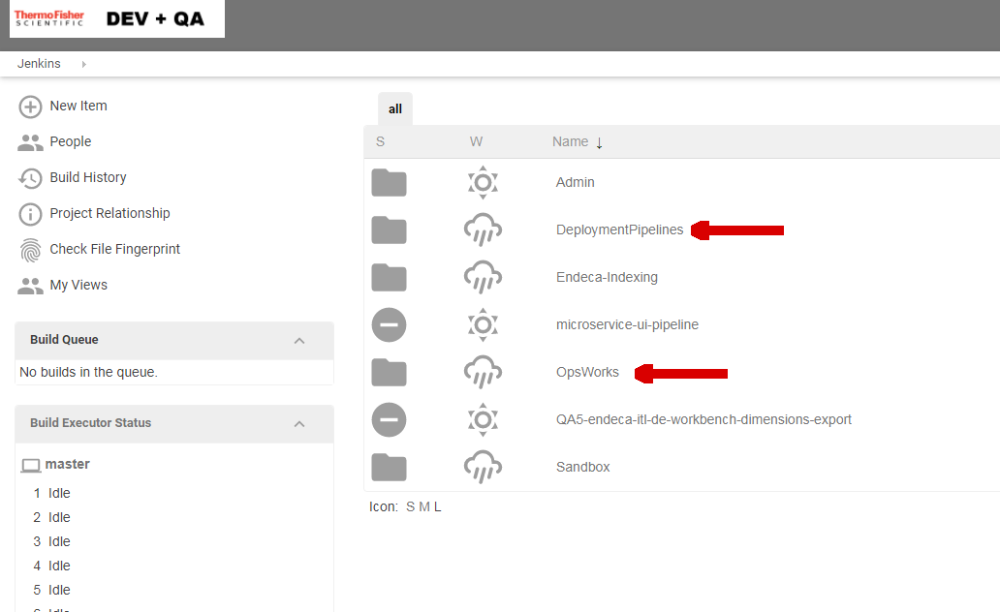 ThermoFisher
SCIENTIFIC
DEV + QA
Jenkins
New Item
People
Build History
Project Relationship
Check File Fingerprint
My Views
Build Queue
No builds in the queue.
Build Executor Status
master
1 Idle
2 Idle
3 Idle
4 Idle
5 Idle
6 Idle
all
S W Name ↓
Admin
DeploymentPipelines
Endeca-Indexing
microservice-ui-pipeline
OpsWorks
QA5-endeca-itl-de-workbench-dimensions-export
Sandbox
Icon: S M L